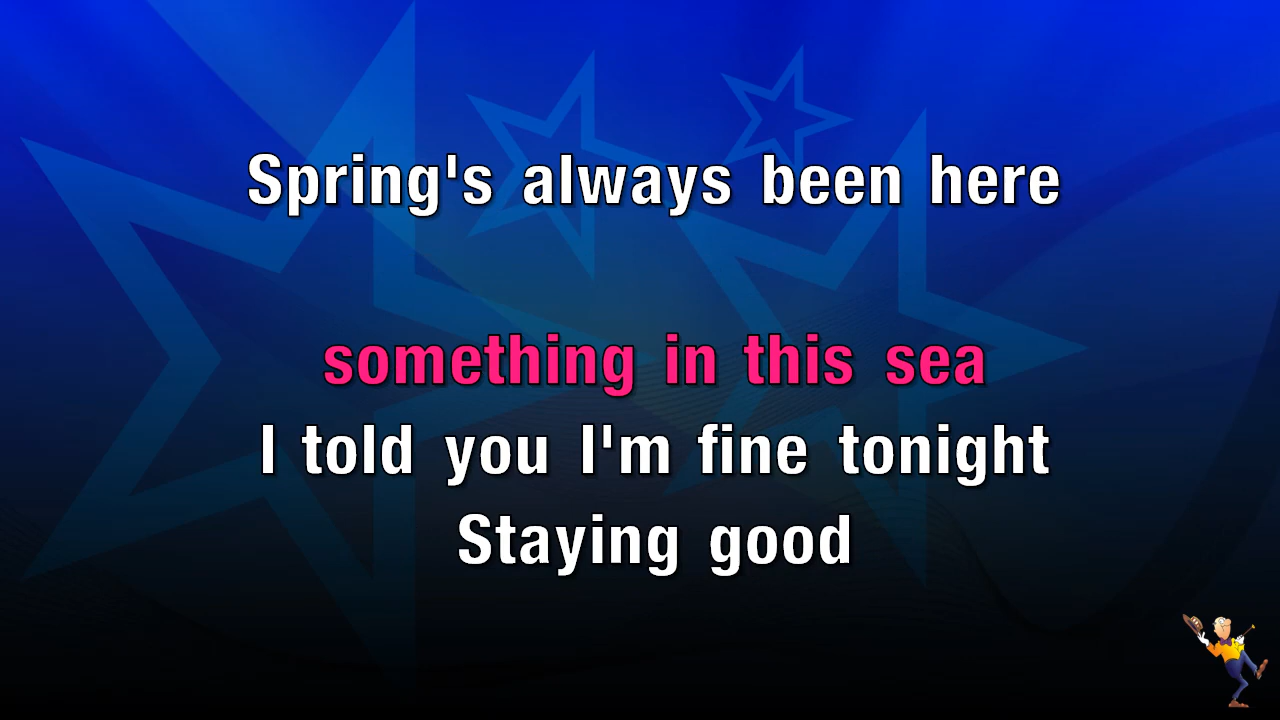 Spring's always been here
something in this sea
I told you I'm fine tonight
Staying good